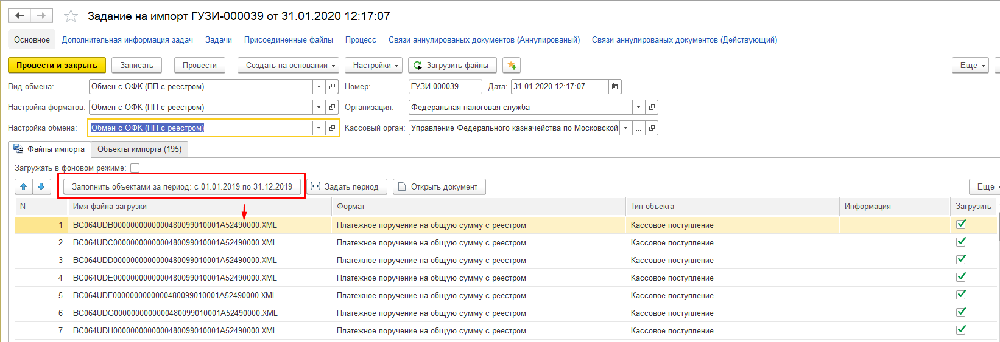 Задание на импорт ГУЗИ-000039 от 31.01.2020 12:17:07
Основное Дополнительная информация задач Задачи Присоединенные файлы Процесс Связи аннулированых документов (Аннулированый) Связи аннулированых документов (Действующий)
Провести и закрыть Записать Провести Создать на основании Настройки Загрузить файлы Еще
Вид обмена: Обмен с ОФК (ПП с реестром) Номер: ГУЗИ-000039 Дата: 31.01.2020 12:17:07
Настройка форматов: Обмен с ОФК (ПП с реестром) Организация: Федеральная налоговая служба
Настройка обмена: Обмен с ОФК (ПП с реестром) Кассовый орган: Управление Федерального казначейства по Московской ...
Файлы импорта Объекты импорта (195)
Загружать в фоновом режиме:
Заполнить объектами за период: с 01.01.2019 по 31.12.2019 Задать период Открыть документ Еще
N Имя файла загрузки Формат Тип объекта Информация Загрузить
1 BC064UDB0000000000000480099010001A52490000.XML Платежное поручение на общую сумму с реестром Кассовое поступление
2 BC064UDC0000000000000480099010001A52490000.XML Платежное поручение на общую сумму с реестром Кассовое поступление
3 BC064UDD0000000000000480099010001A52490000.XML Платежное поручение на общую сумму с реестром Кассовое поступление
4 BC064UDE0000000000000480099010001A52490000.XML Платежное поручение на общую сумму с реестром Кассовое поступление
5 BC064UDF0000000000000480099010001A52490000.XML Платежное поручение на общую сумму с реестром Кассовое поступление
6 BC064UDG0000000000000480099010001A52490000.XML Платежное поручение на общую сумму с реестром Кассовое поступление
7 BC064UDH0000000000000480099010001A52490000.XML Платежное поручение на общую сумму с реестром Кассовое поступление